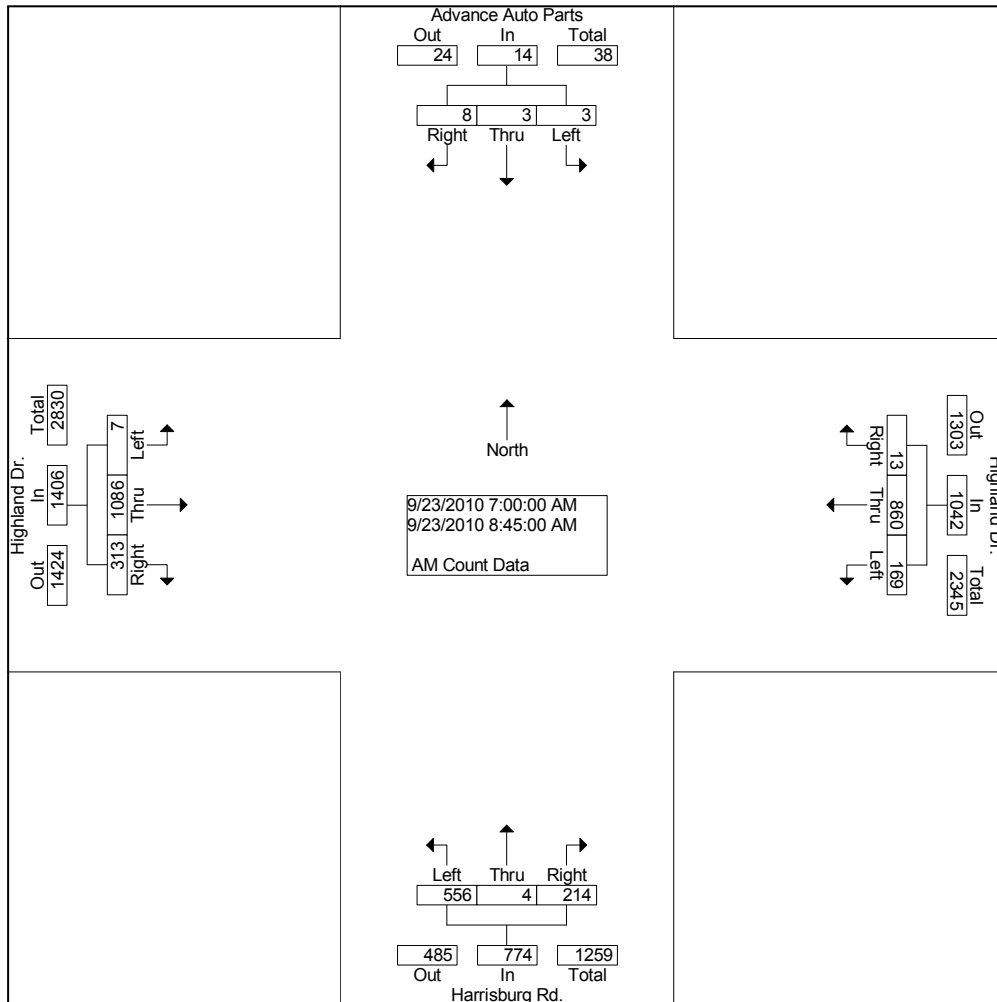 Advance Auto Parts
Out In Total
24 14 38
8 3 3
Right Thru Left
Highland Dr.
Total In Out
2830 1406 1424
7 1086 313
Left Thru Right
North
9/23/2010 7:00:00 AM
9/23/2010 8:45:00 AM
AM Count Data
Right Thru Left
13 860 169
Out In Total
1303 1042 2345
Highland Dr.
Left Thru Right
556 4 214
485 774 1259
Out In Total
Harrisburg Rd.